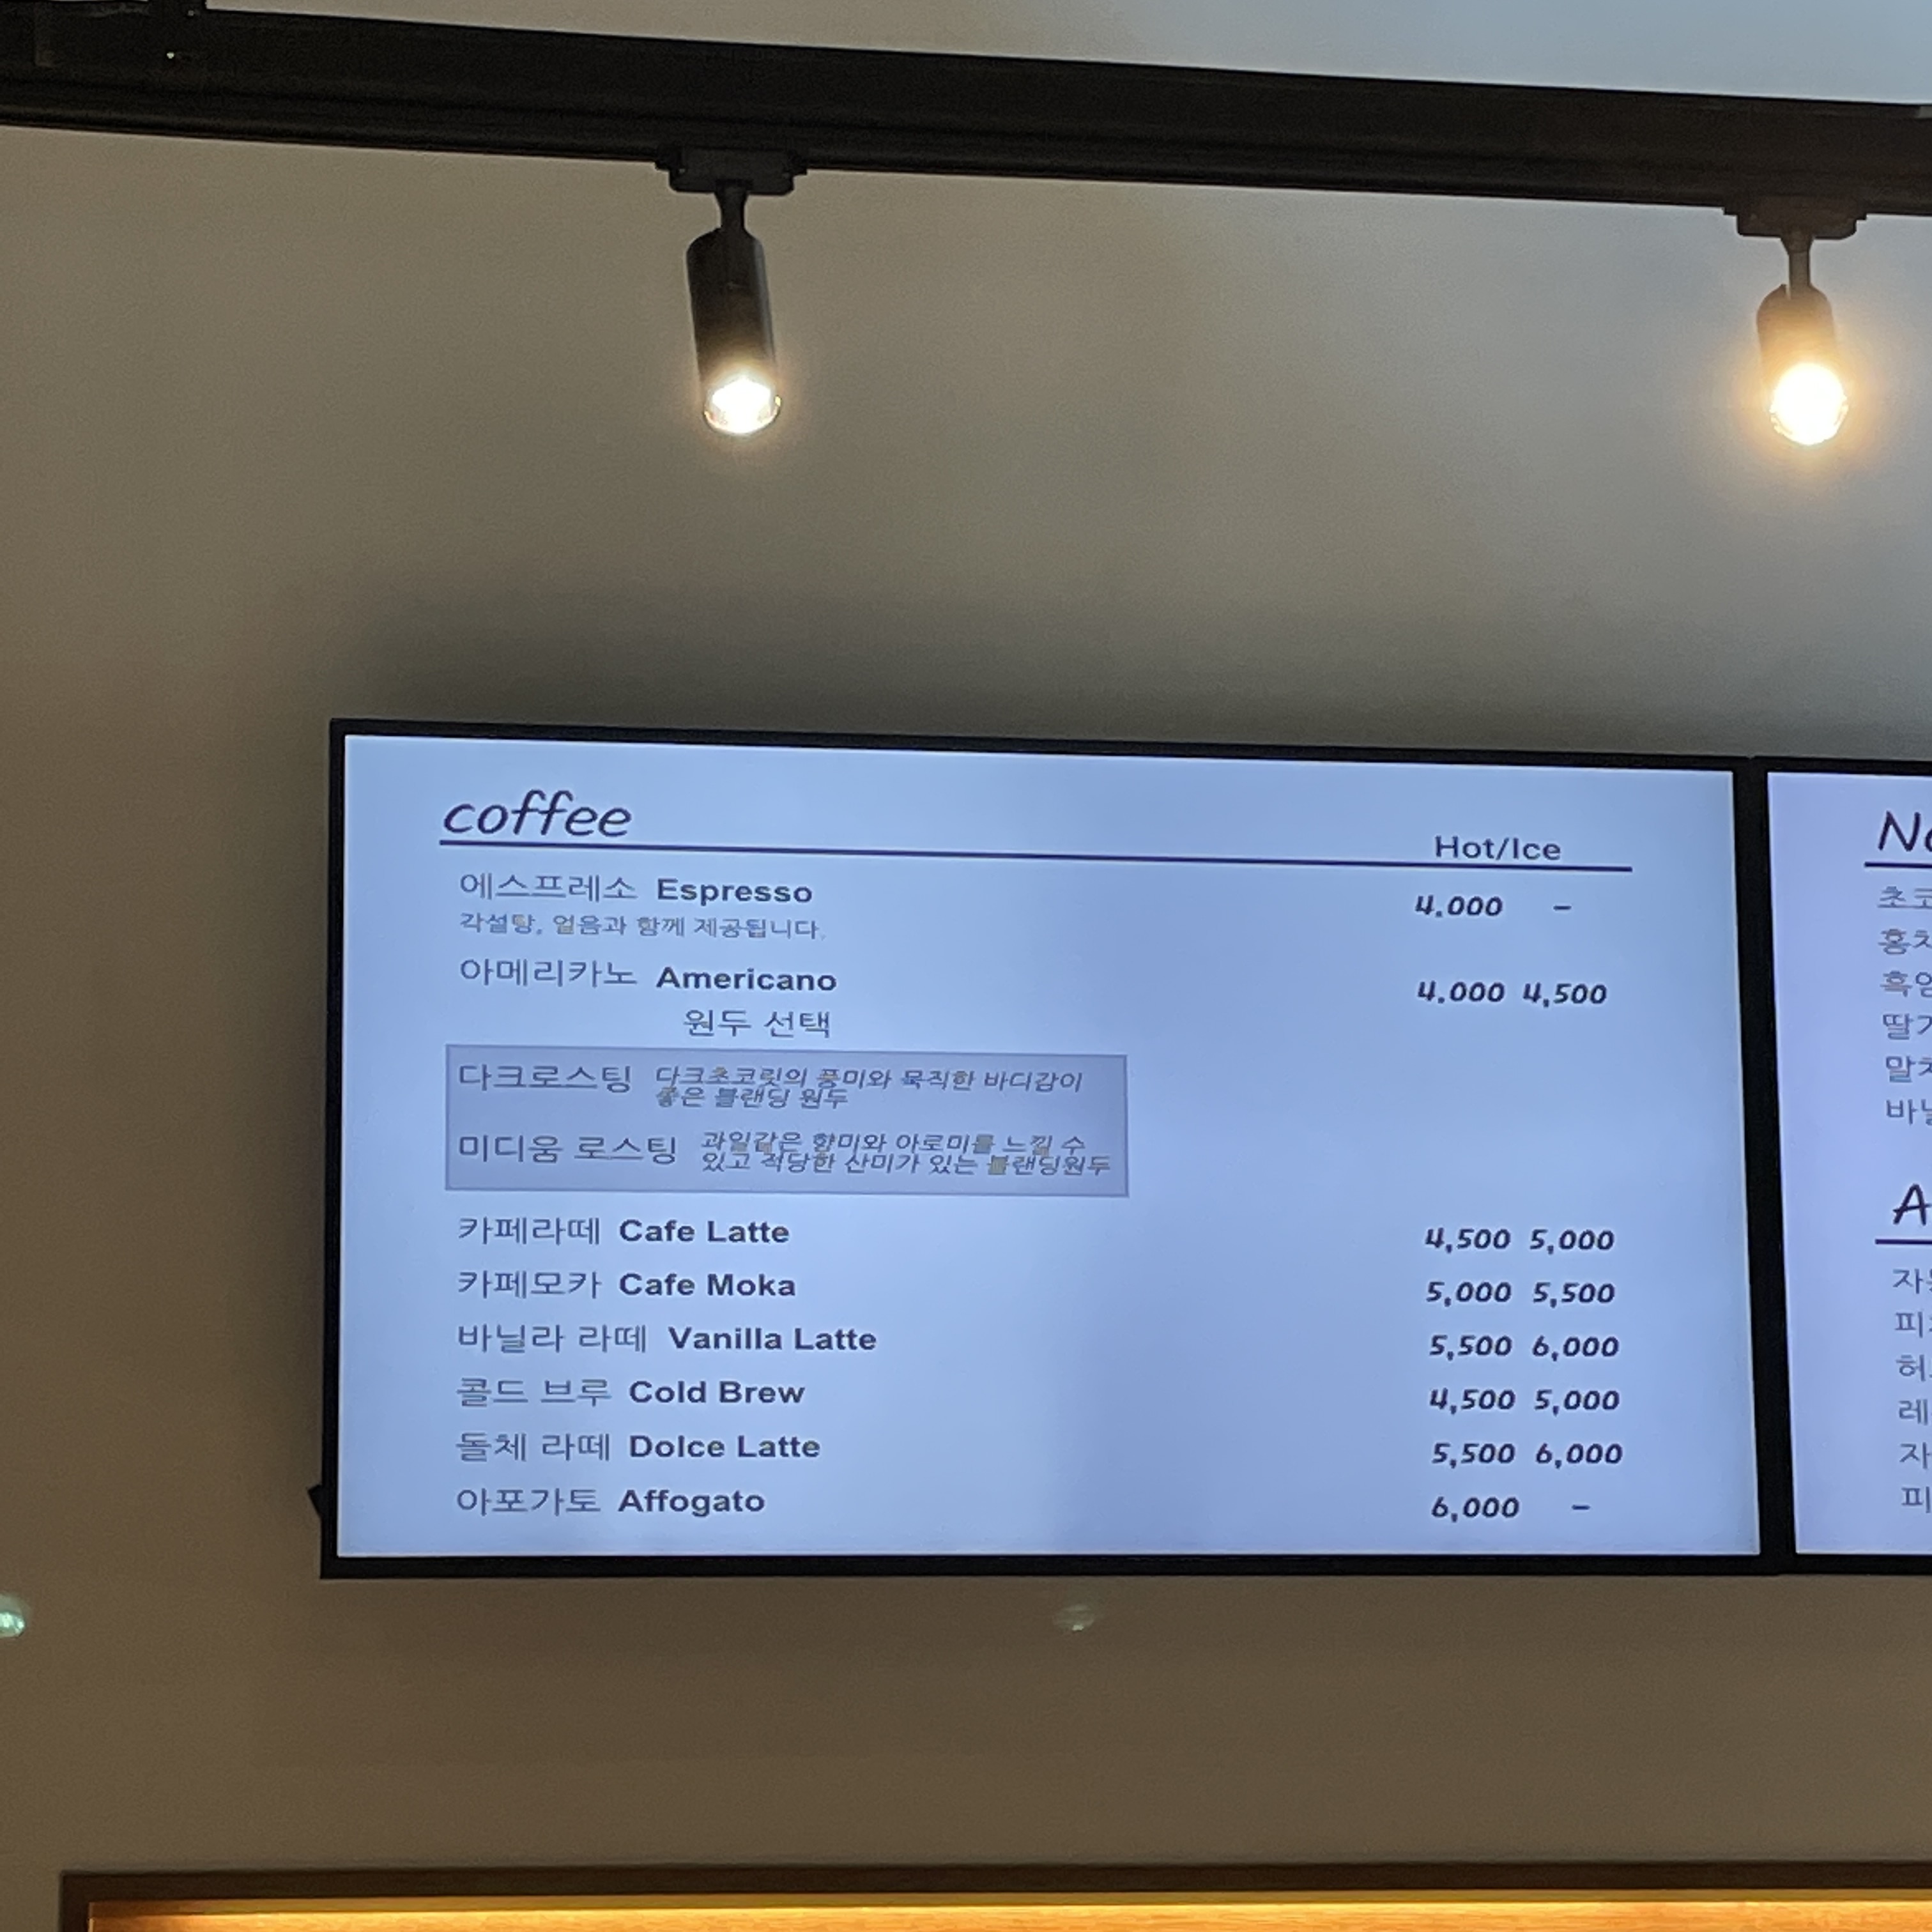 coffee
Hot/Ice
에스프레소 Espresso 4.000 -
각설탕, 얼음과 함께 제공됩니다.
아메리카노 Americano 4.000 4,500
원두 선택
다크로스팅 다크초코릿의 풍미와 묵직한 바디감이
좋은 블랜딩 원두
미디움 로스팅 과일같은 향미와 아로미를 느낄 수
있고 적당한 산미가 있는 블랜딩원두
카페라떼 Cafe Latte 4,500 5,000
카페모카 Cafe Moka 5,000 5,500
바닐라 라떼 Vanilla Latte 5,500 6,000
콜드 브루 Cold Brew 4,500 5,000
돌체 라떼 Dolce Latte 5,500 6,000
아포가토 Affogato 6,000 -